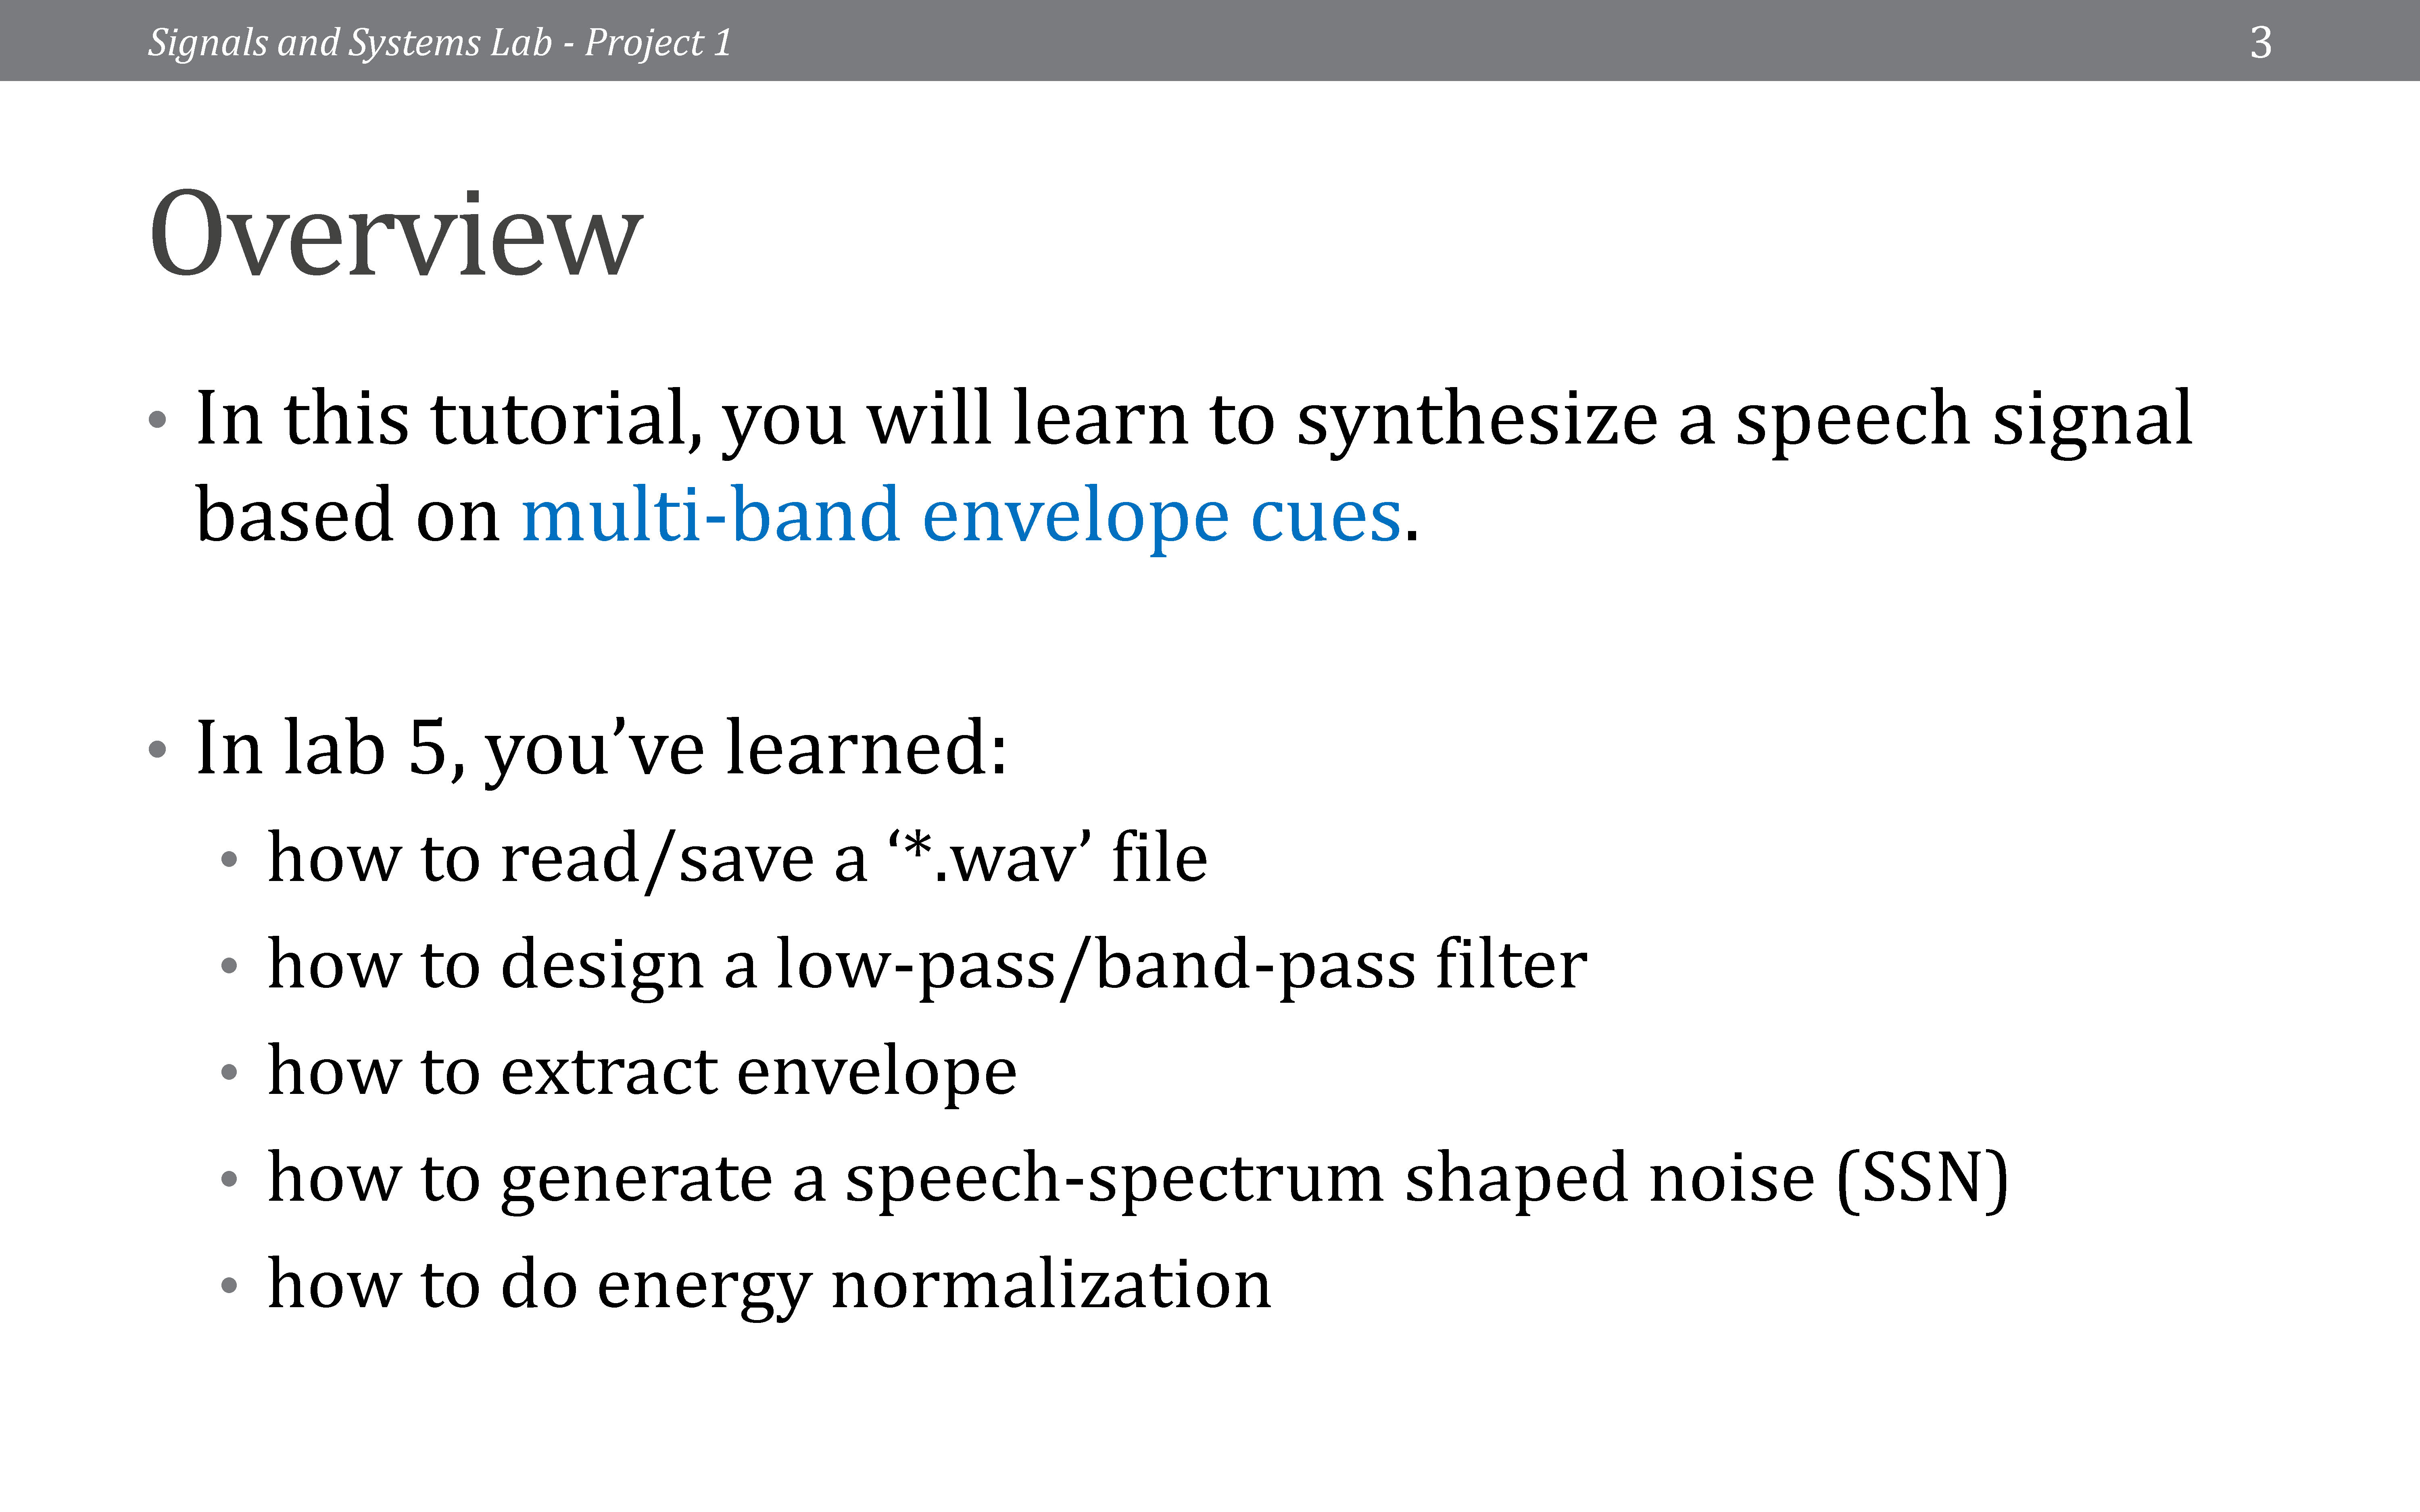 Signals and Systems Lab - Project 1
3
Overview
• In this tutorial, you will learn to synthesize a speech signal
based on multi-band envelope cues.
• In lab 5, you’ve learned:
• how to read/save a ‘*.wav’ file
• how to design a low-pass/band-pass filter
• how to extract envelope
• how to generate a speech-spectrum shaped noise (SSN)
• how to do energy normalization